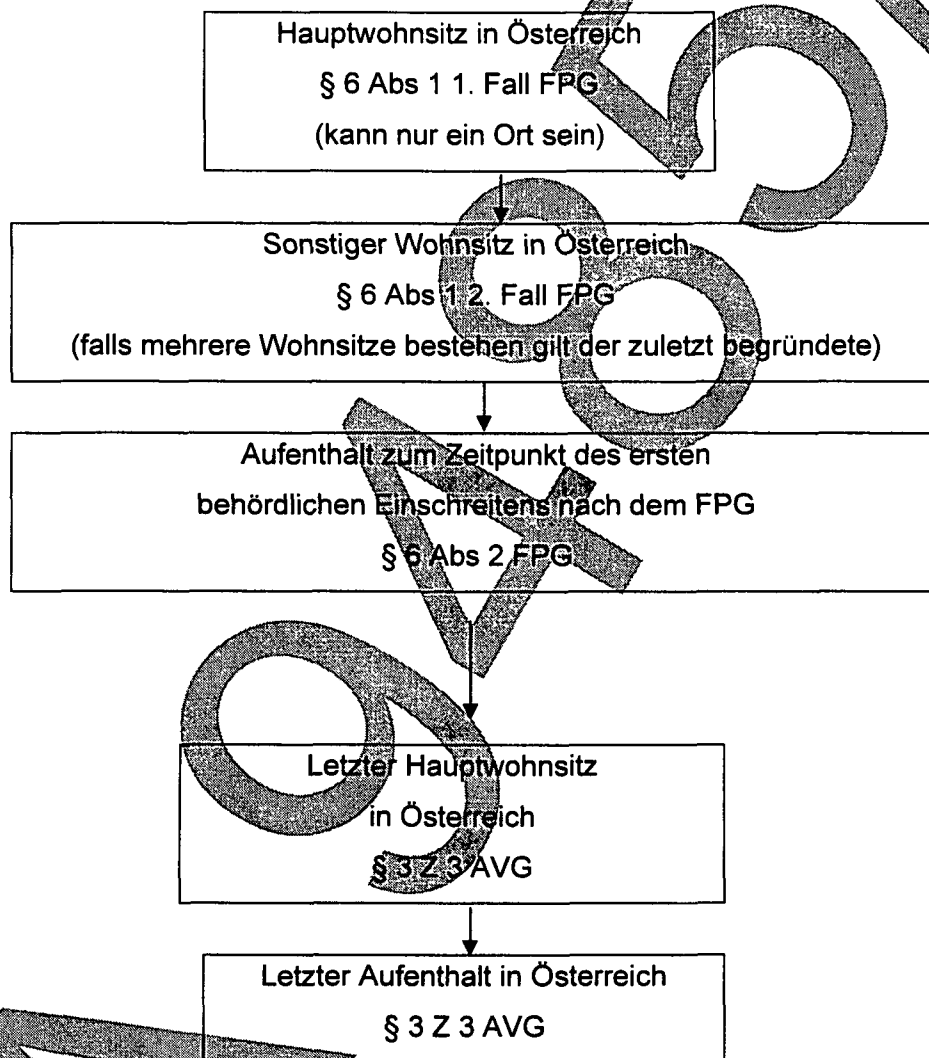 Hauptwohnsitz in Österreich
§ 6 Abs 1 1. Fall FPG
(kann nur ein Ort sein)
Sonstiger Wohnsitz in Österreich
§ 6 Abs 1 2. Fall FPG
(falls mehrere Wohnsitze bestehen gilt der zuletzt begründete)
Aufenthalt zum Zeitpunkt des ersten
behördlichen Einschreitens nach dem FPG
§ 6 Abs 2 FPG
Letzter Hauptwohnsitz
in Österreich
§ 3 Z 3 AVG
Letzter Aufenthalt in Österreich
§ 3 Z 3 AVG